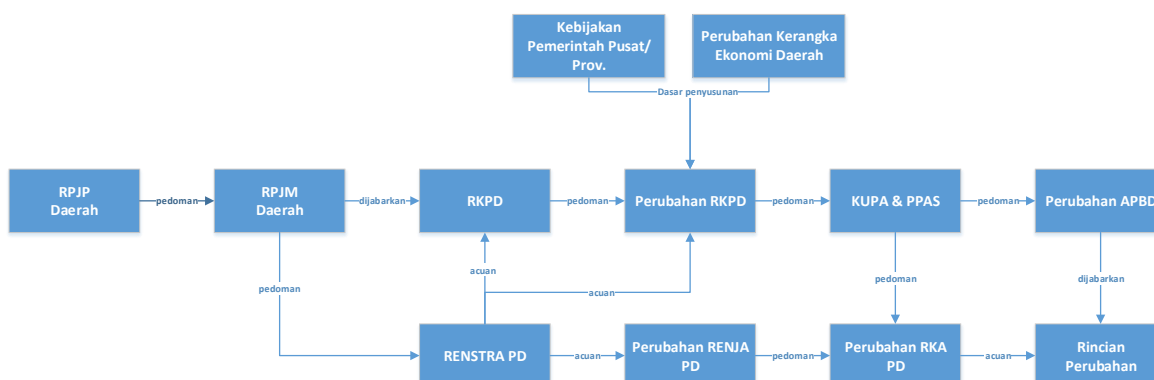 Kebijakan
Pemerintah Pusat/
Prov.
Perubahan Kerangka
Ekonomi Daerah
Dasar penyusunan
RPJP
Daerah
pedoman
RPJM
Daerah
dijabarkan
RKPD
pedoman
Perubahan RKPD
pedoman
KUPA & PPAS
pedoman
Perubahan APBD
acuan
pedoman
acuan
pedoman
dijabarkan
RENSTRA PD
acuan
Perubahan RENJA
PD
pedoman
Perubahan RKA
PD
acuan
Rincian
Perubahan